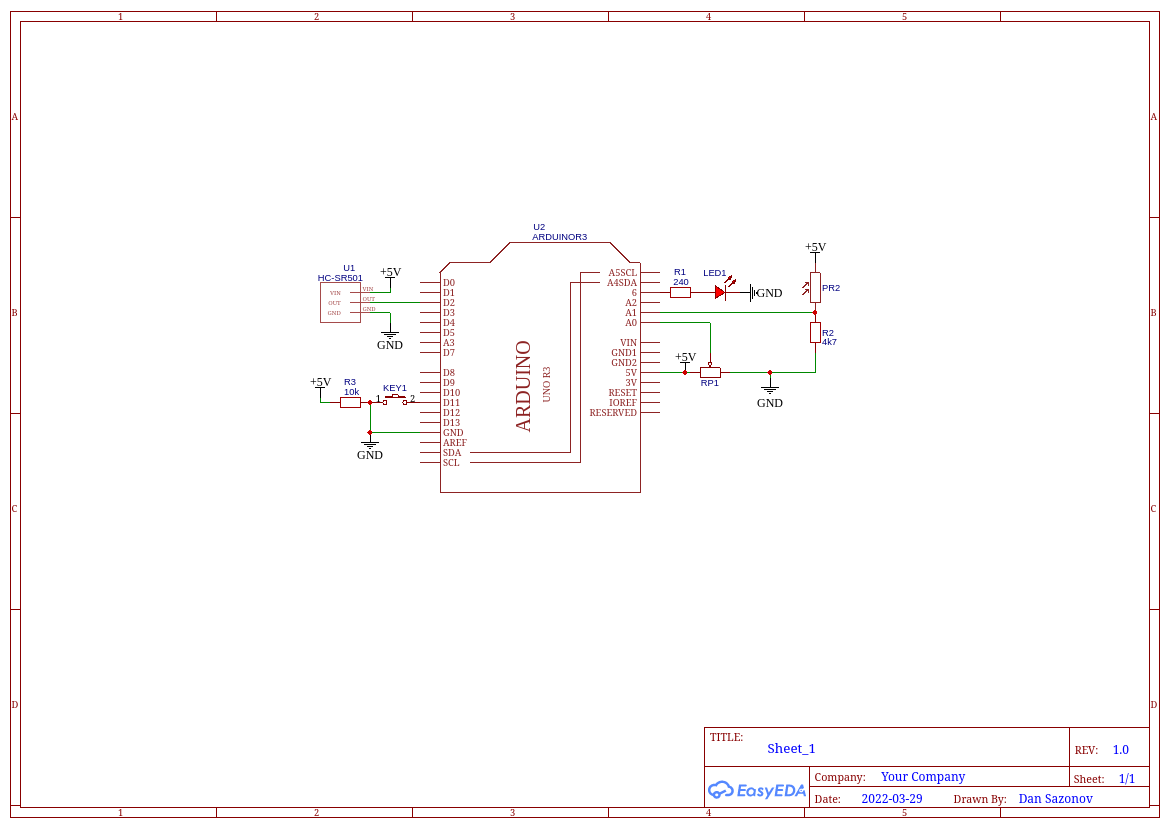 1 2 3 4 5
A A
B B
C C
D D
U2
ARDUINOR3
U1
HC-SR501
+5V
VIN VIN
OUT OUT
GND GND
GND
D0
D1
D2
D3
D4
D5
A3
D7
D8
D9
D10
D11
D12
D13
GND
AREF
SDA
SCL
ARDUINO
UNO R3
A5SCL
A4SDA
6
A2
A1
A0
VIN
GND1
GND2
5V
3V
RESET
IOREF
RESERVED
+5V
R3
10k
KEY1
1 2
GND
R1
240
LED1
GND
+5V
PR2
R2
4k7
+5V
RP1
GND
TITLE:
Sheet_1
REV: 1.0
EasyEDA
Company: Your Company
Sheet: 1/1
Date: 2022-03-29 Drawn By: Dan Sazonov
1 2 3 4 5